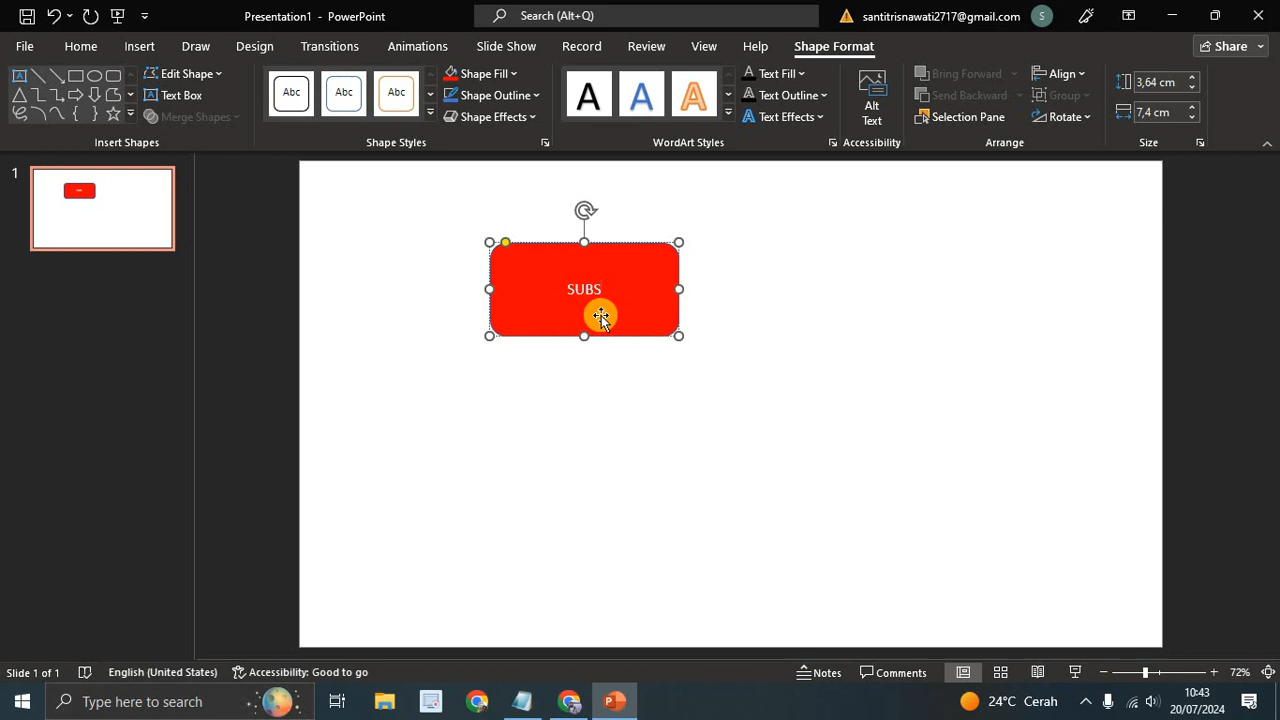 Presentation1 - PowerPoint
Search (Alt+Q)
santitrisnawati2717@gmail.com
S
File
Home
Insert
Draw
Design
Transitions
Animations
Slide Show
Record
Review
View
Help
Shape Format
Share
Edit Shape
Text Box
Merge Shapes
Insert Shapes
Abc
Abc
Abc
Shape Fill
Shape Outline
Shape Effects
Shape Styles
A
A
A
Text Fill
Text Outline
Text Effects
WordArt Styles
Alt
Text
Accessibility
Bring Forward
Send Backward
Selection Pane
Align
Group
Rotate
Arrange
3,64 cm
7,4 cm
Size
1
SUBS
Slide 1 of 1
English (United States)
Accessibility: Good to go
Notes
Comments
72%
Type here to search
24°C Cerah
10:43
20/07/2024